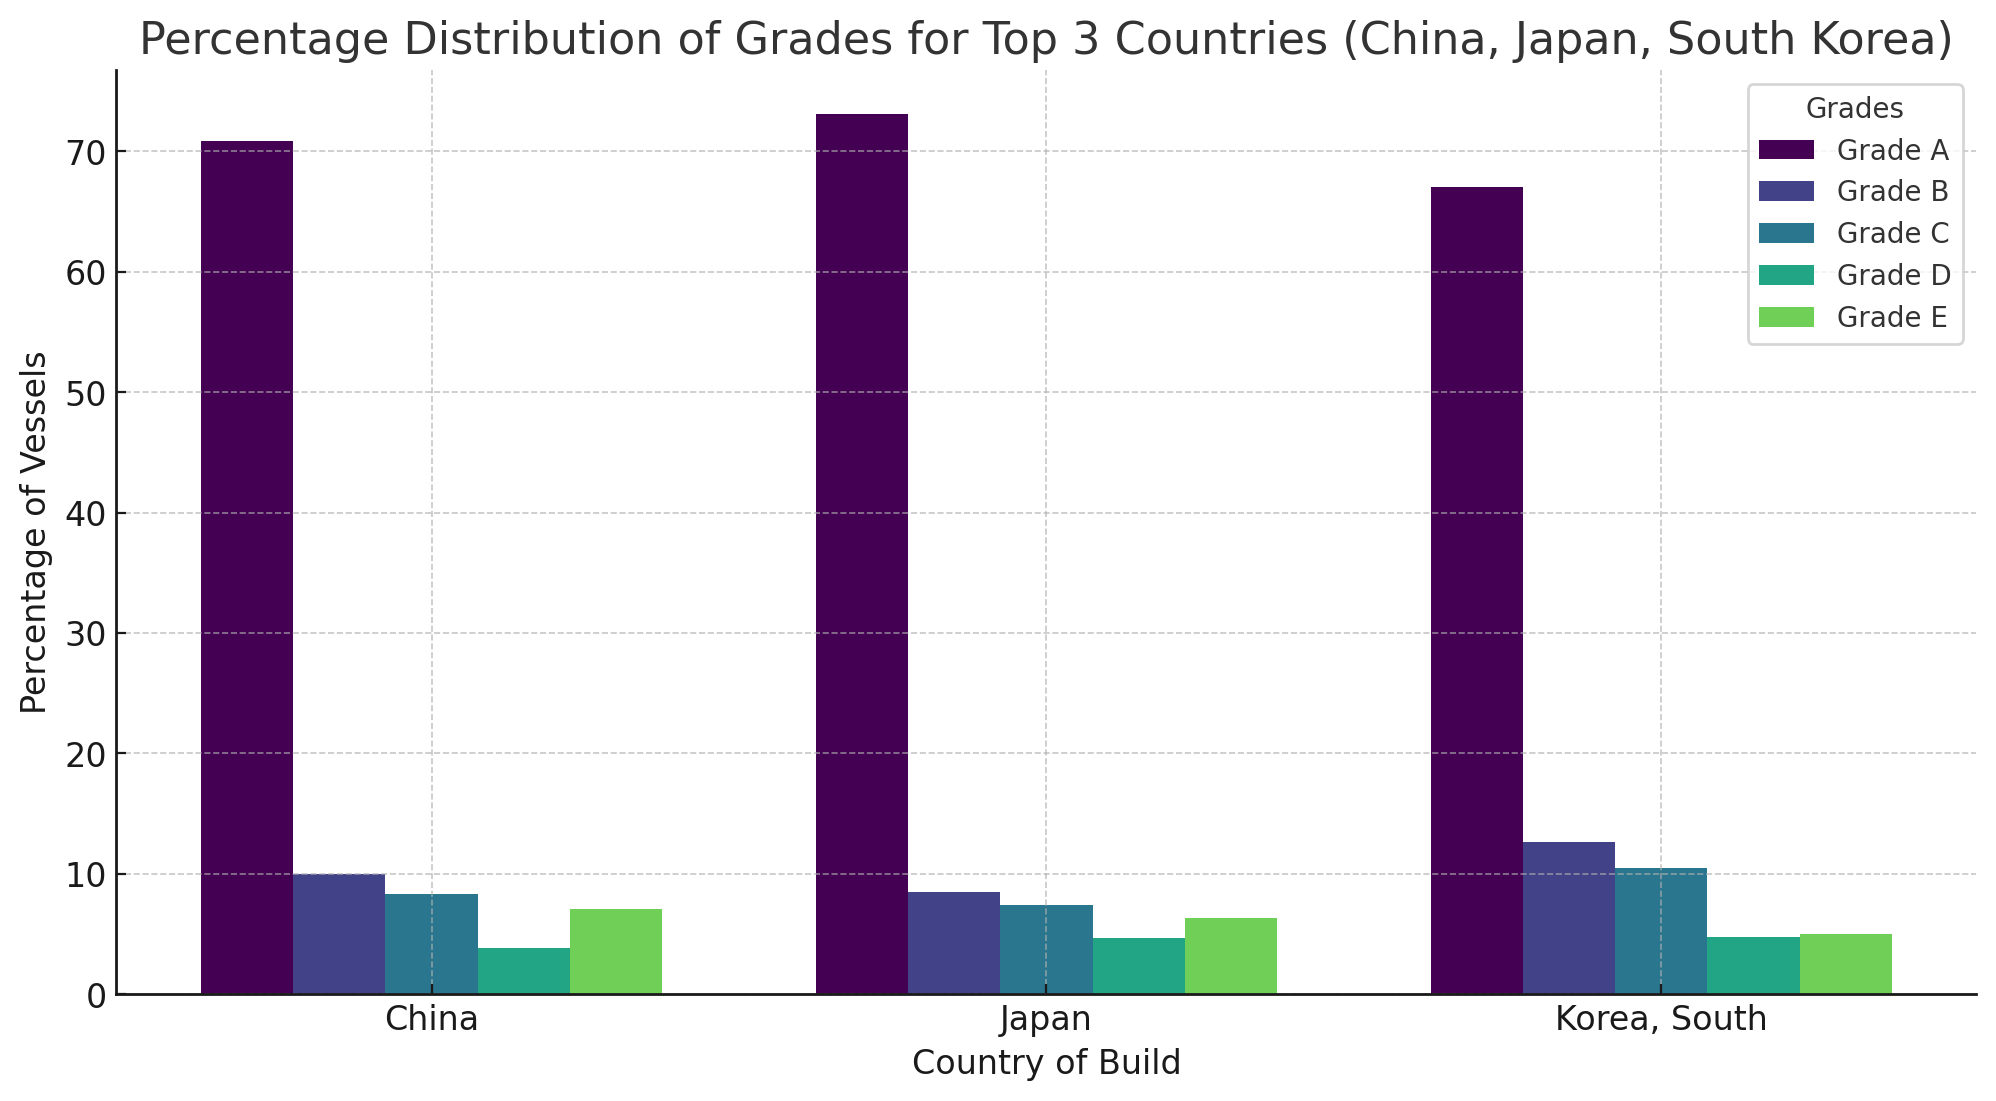 Percentage Distribution of Grades for Top 3 Countries (China, Japan, South Korea)
Grades
Grade A
Grade B
Grade C
Grade D
Grade E
Percentage of Vessels
70
60
50
40
30
20
10
0
China
Japan
Korea, South
Country of Build